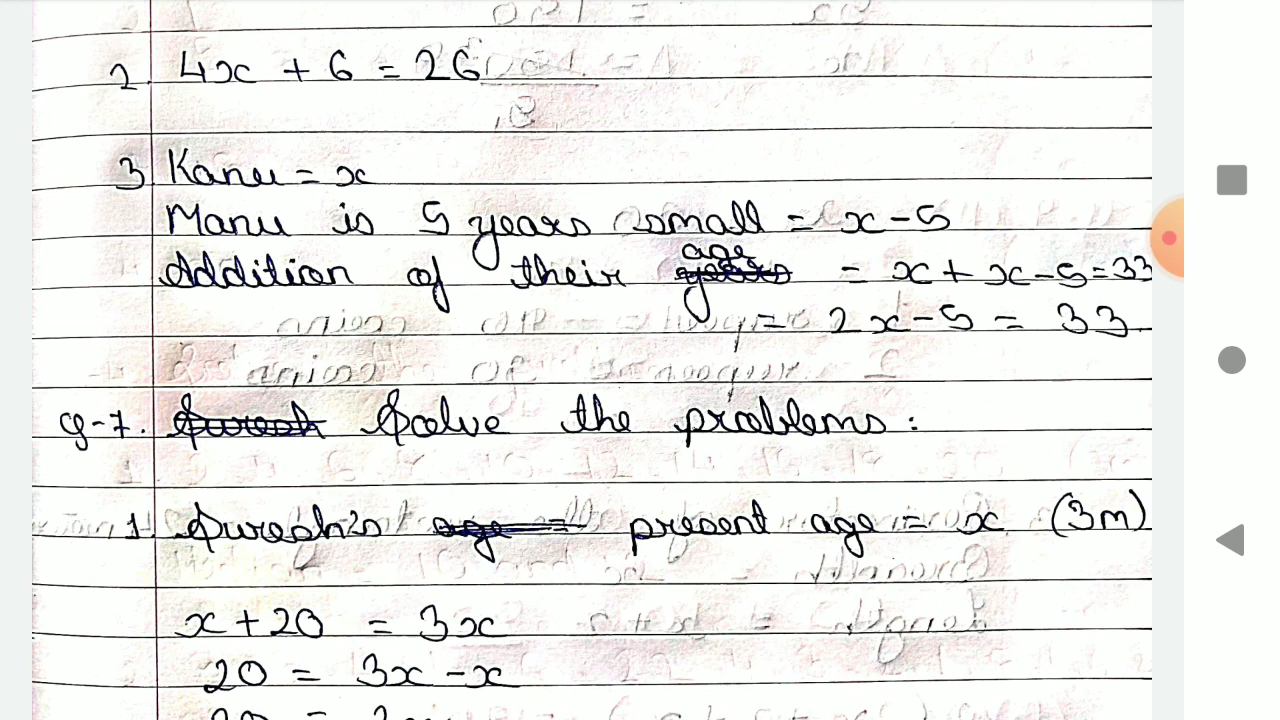 2. 4x + 6 = 26
3. Kanu = x
Manu is 5 years small = x - 5
Addition of their age = x + x - 5 = 33
= 2x - 5 = 33
Q-7. Solve the problems :
1. Suresh's present age = x (3m)
x + 20 = 3x
20 = 3x - x